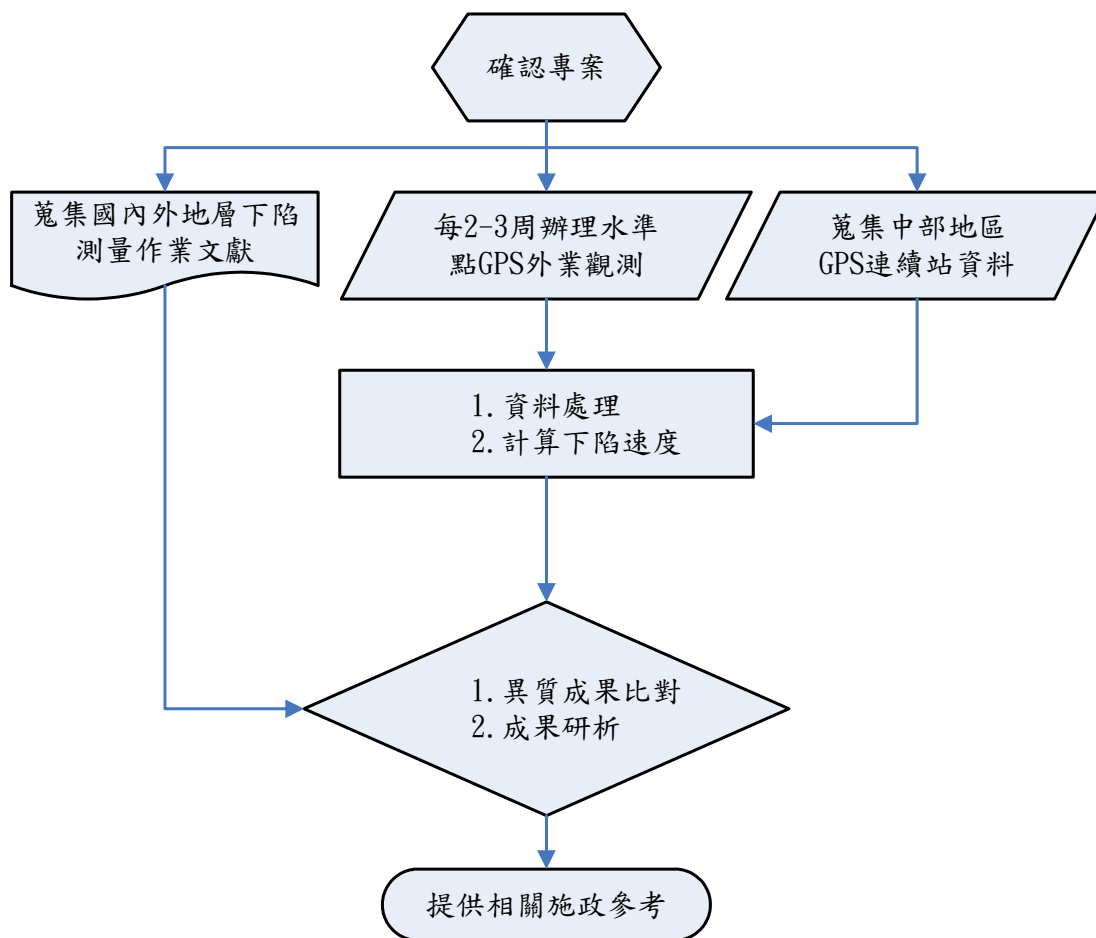 確認專案
蒐集國內外地層下陷
測量作業文獻
每2-3周辦理水準
點GPS外業觀測
蒐集中部地區
GPS連續站資料
1.資料處理
2.計算下陷速度
1.異質成果比對
2.成果研析
提供相關施政參考